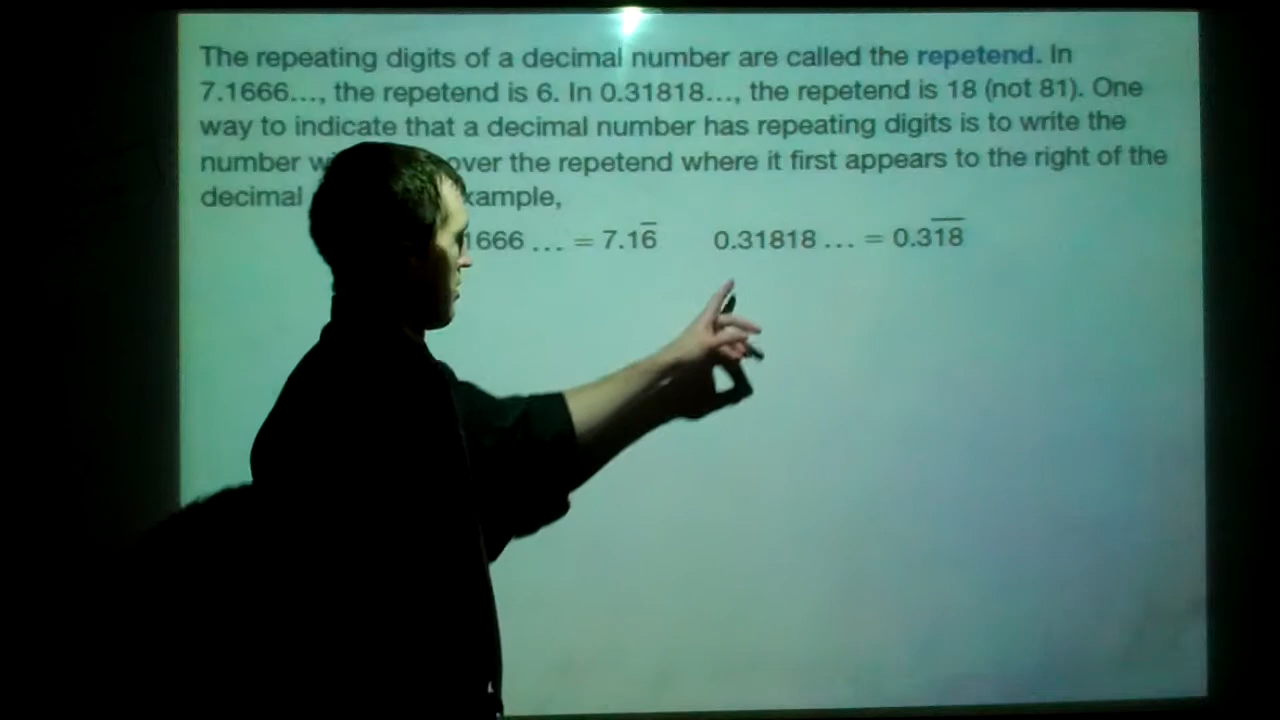 The repeating digits of a decimal number are called the repetend. In
7.1666…, the repetend is 6. In 0.31818…, the repetend is 18 (not 81). One
way to indicate that a decimal number has repeating digits is to write the
number over the repetend where it first appears to the right of the
decimal
1666 … = 7.16̅ 0.31818 … = 0.31̅8̅